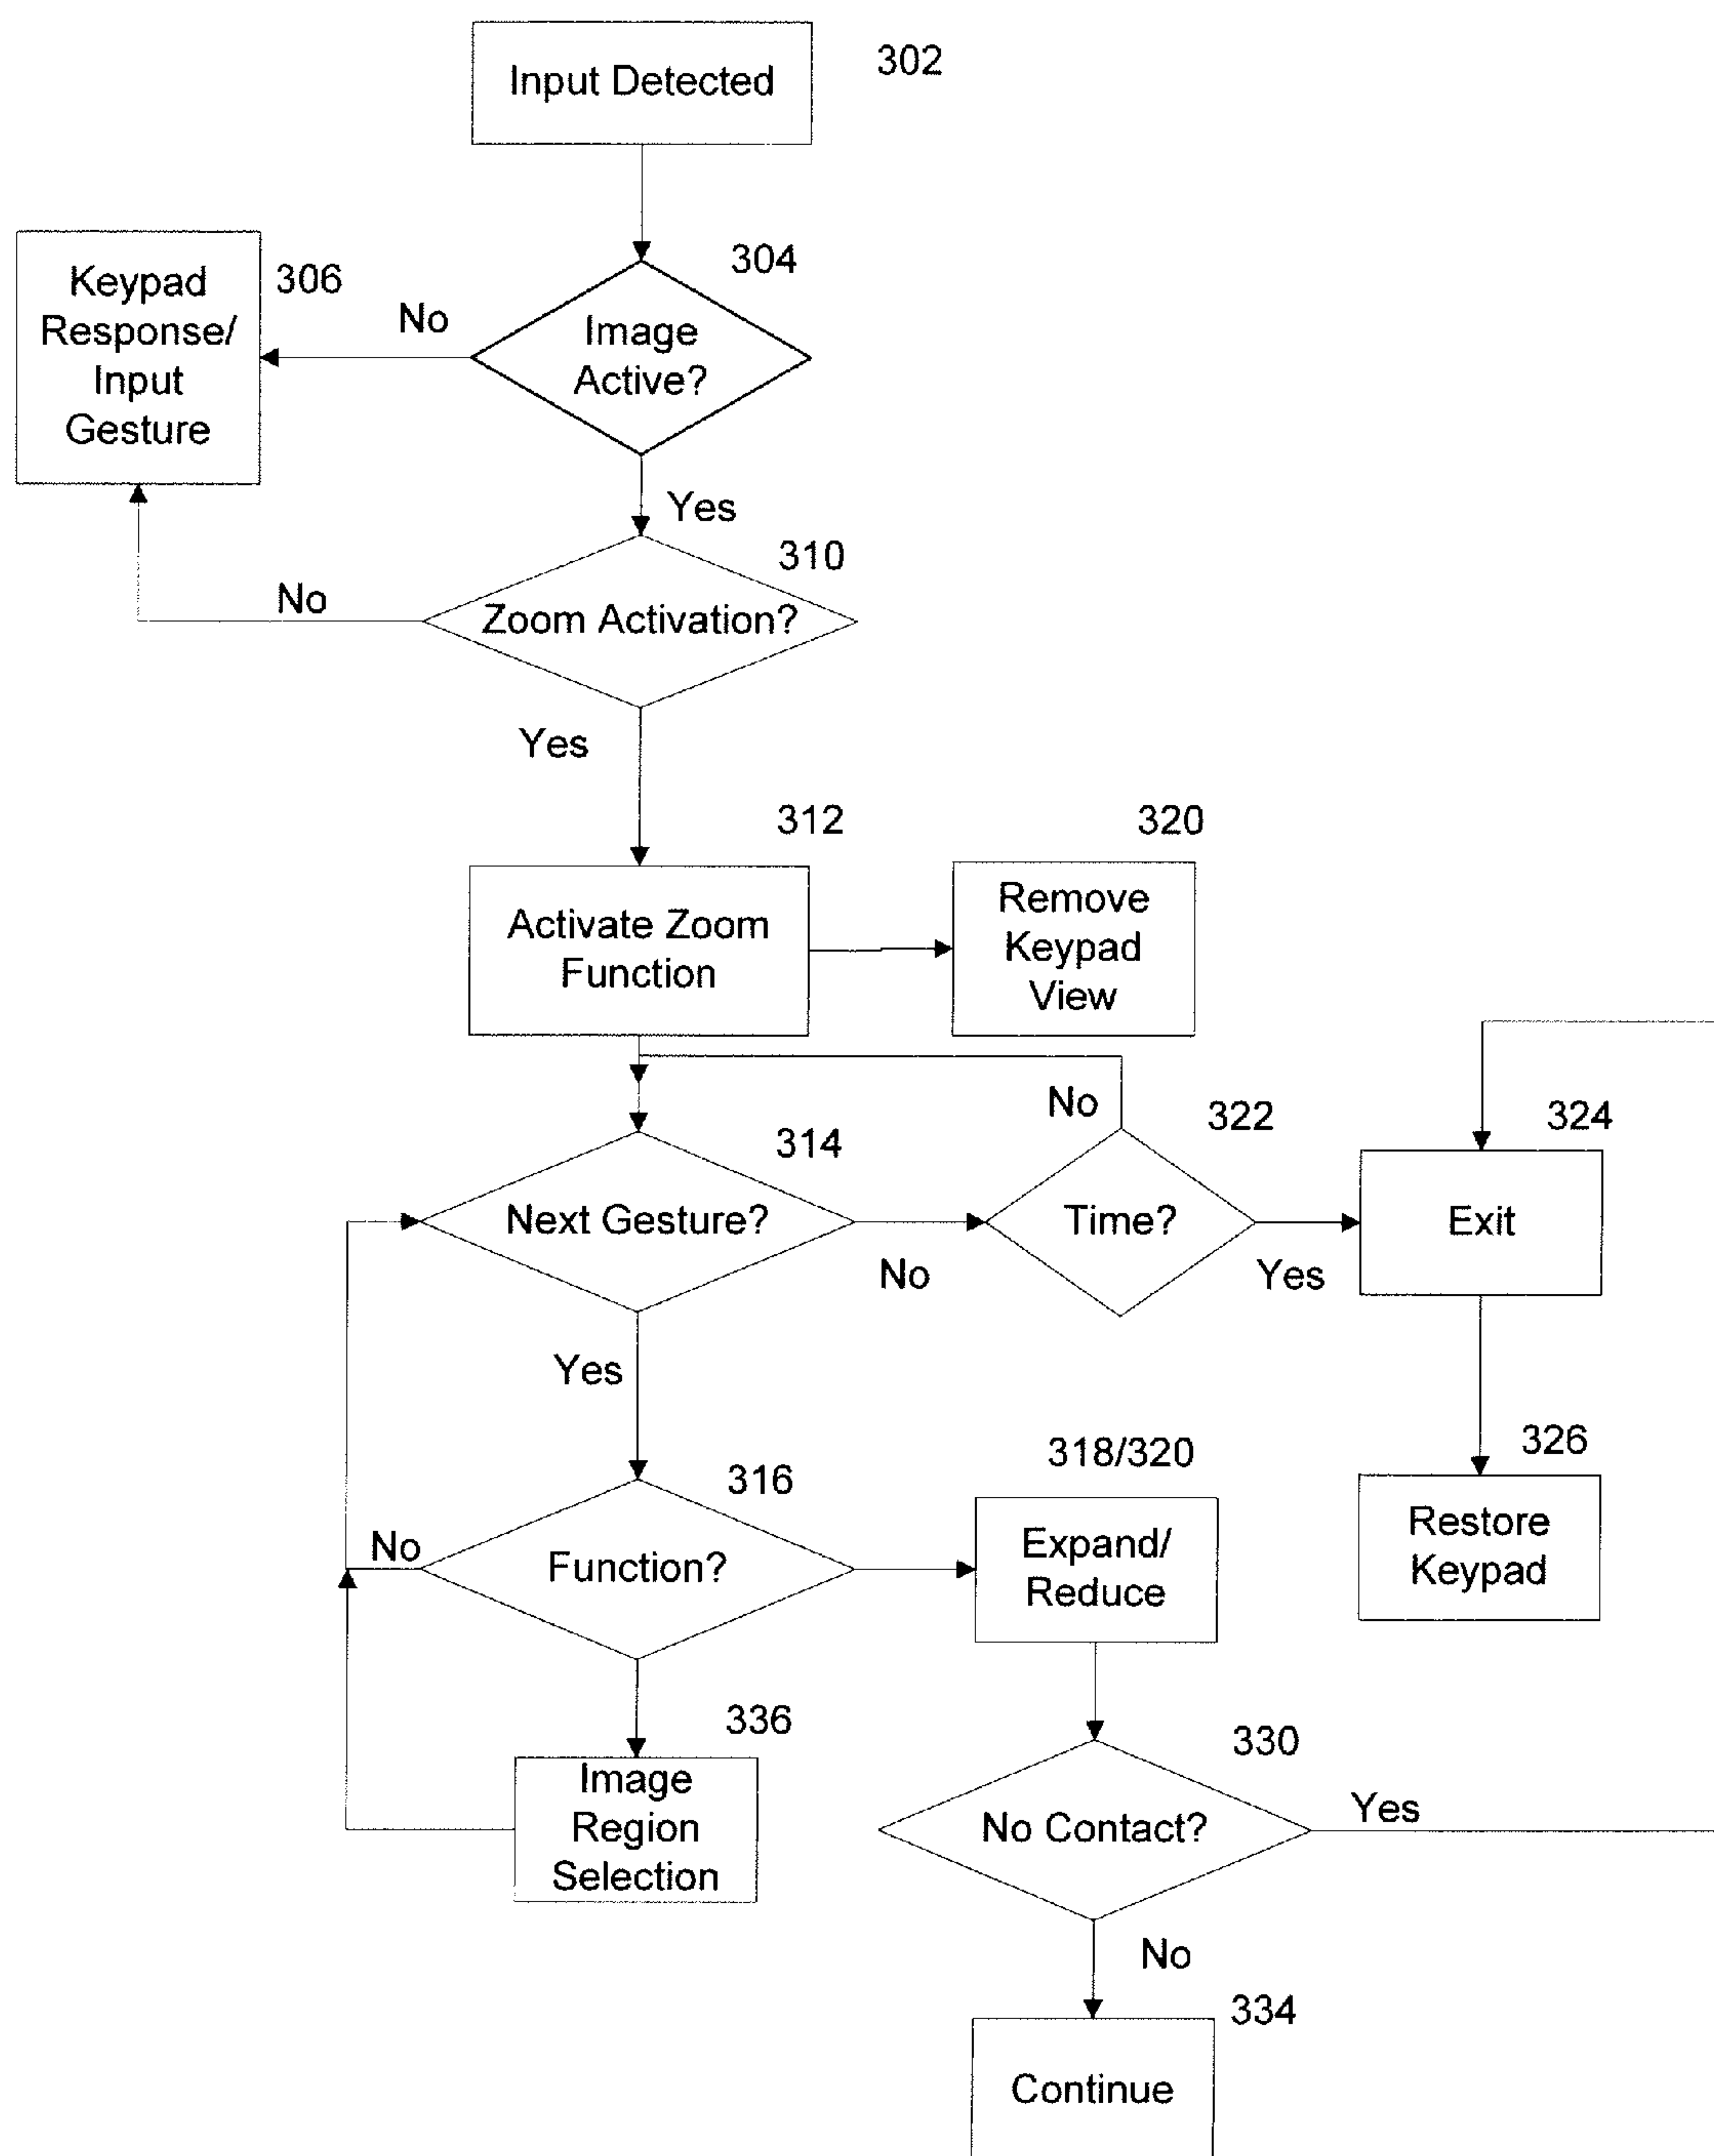 Input Detected
302
304
Image
Active?
No
306
Keypad
Response/
Input
Gesture
Yes
310
Zoom Activation?
No
Yes
312
Activate Zoom
Function
320
Remove
Keypad
View
No
322
324
314
Next Gesture?
No
Time?
Yes
Exit
Yes
318/320
326
316
Function?
No
Expand/
Reduce
Restore
Keypad
336
Image
Region
Selection
330
No Contact?
Yes
No
334
Continue